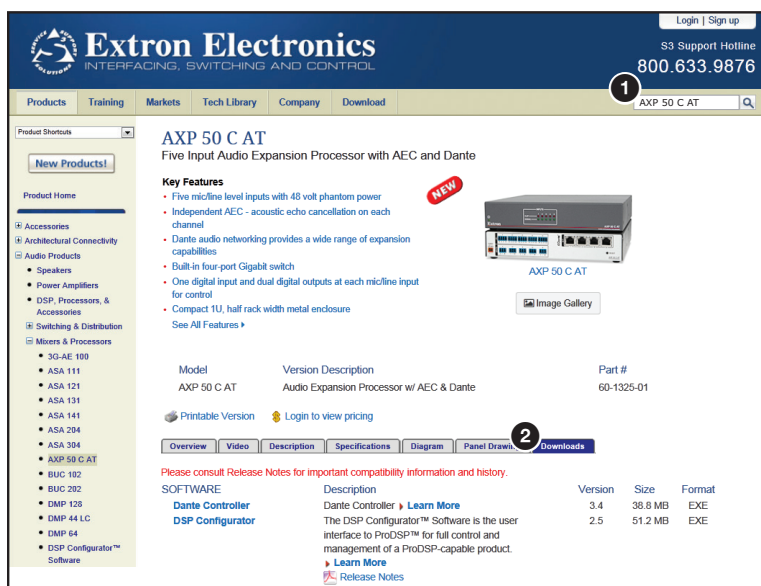 Login | Sign up
SERVICE SUPPORT SOLUTIONS
Extron Electronics
INTERFACING, SWITCHING AND CONTROL
S3 Support Hotline
800.633.9876
1
Products Training Markets Tech Library Company Download
AXP 50 C AT
Product Shortcuts
New Products!
Product Home
Accessories
Architectural Connectivity
Audio Products
Speakers
Power Amplifiers
DSP, Processors, &
Accessories
Switching & Distribution
Mixers & Processors
3G-AE 100
ASA 111
ASA 121
ASA 131
ASA 141
ASA 204
ASA 304
AXP 50 C AT
BUC 102
BUC 202
DMP 128
DMP 44 LC
DMP 64
DSP Configurator™
Software
AXP 50 C AT
Five Input Audio Expansion Processor with AEC and Dante
Key Features
• Five mic/line level inputs with 48 volt phantom power
• Independent AEC - acoustic echo cancellation on each
channel
• Dante audio networking provides a wide range of expansion
capabilities
• Built-in four-port Gigabit switch
• One digital input and dual digital outputs at each mic/line input
for control
• Compact 1U, half rack width metal enclosure
See All Features
NEW
AXP 50 C AT
Image Gallery
Model Version Description Part #
AXP 50 C AT Audio Expansion Processor w/ AEC & Dante 60-1325-01
Printable Version $ Login to view pricing
2
Overview Video Description Specifications Diagram Panel Drawin Downloads
Please consult Release Notes for important compatibility information and history.
SOFTWARE Description Version Size Format
Dante Controller Dante Controller Learn More 3.4 38.8 MB EXE
DSP Configurator The DSP Configurator™ Software is the user 2.5 51.2 MB EXE
interface to ProDSP™ for full control and
management of a ProDSP-capable product.
Learn More
Release Notes